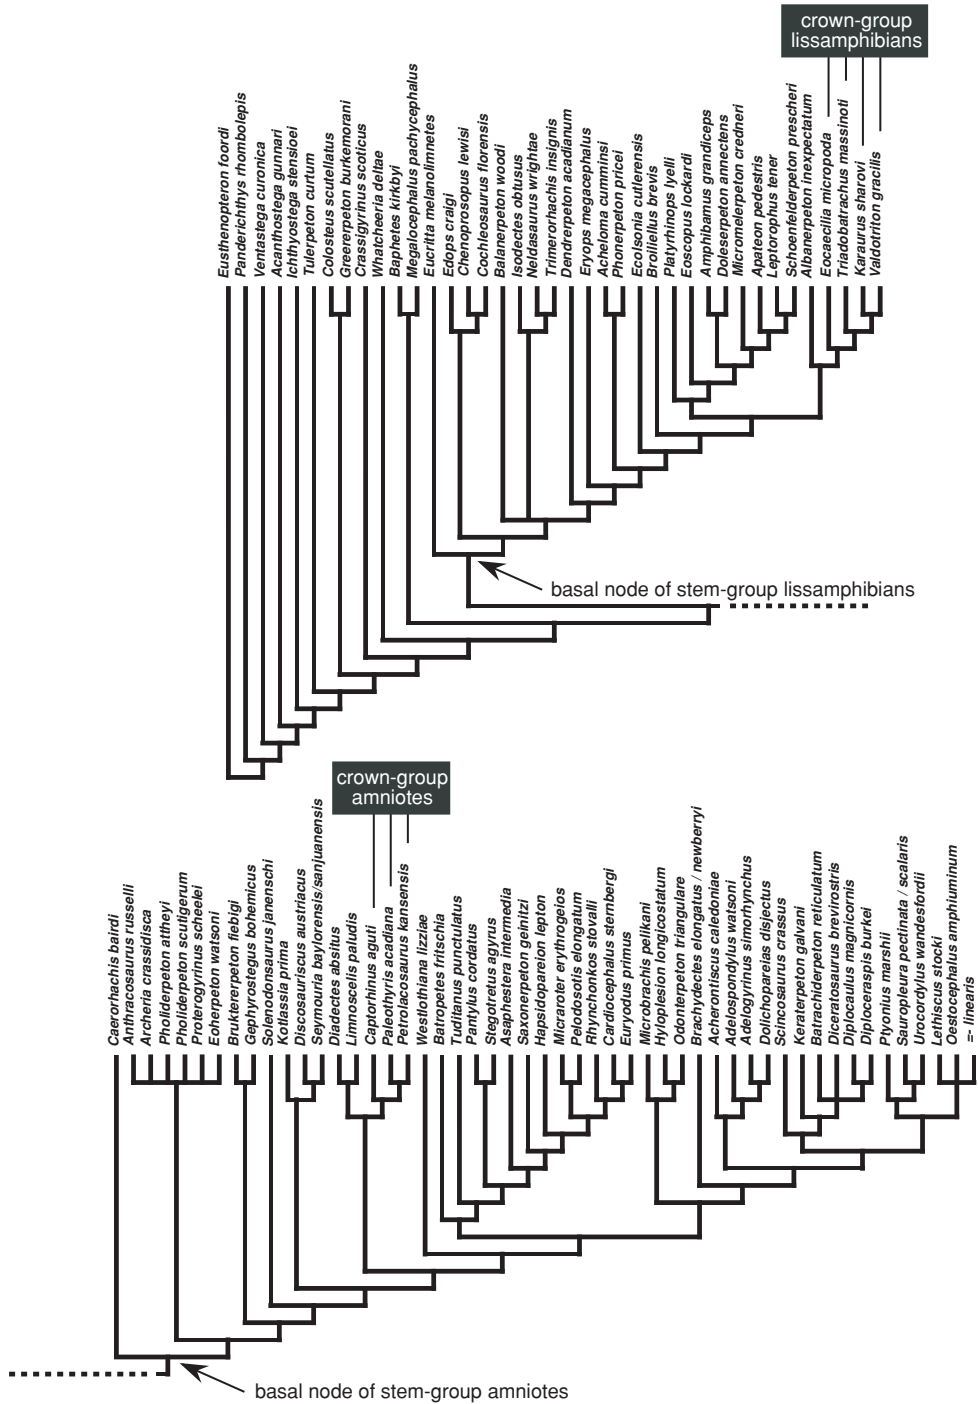 crown-group
lissamphibians
Eusthenopteron foordi
Panderichthys rhombolepis
Ventastega curonica
Acanthostega gunnari
Ichthyostega stensioei
Tulerpeton curtum
Colosteus scutellatus
Greererpeton burkemorani
Crassigyrinus scoticus
Whatcheeria deltae
Baphetes kirkbyi
Megalocephalus pachycephalus
Eucritta melanolimnetes
Edops craigi
Chenoprosopus lewisi
Cochleosaurus florensis
Balanerpeton woodi
Isodectes obtusus
Neldasaurus wrightae
Trimerorhachis insignis
Dendrerpeton acadianum
Eryops megacephalus
Acheloma cumminsi
Phonerpeton pricei
Ecolsonia cutlerensis
Broiliellus brevis
Platyrhinops lyelli
Eoscopus lockardi
Amphibamus grandiceps
Doleserpeton annectens
Micromelerpeton credneri
Apateon pedestris
Leptorophus tener
Schoenfelderpeton prescheri
Albanerpeton inexpectatum
Eocaecilia micropoda
Triadobatrachus massinoti
Karaurus sharovi
Valdotriton gracilis
basal node of stem-group lissamphibians
crown-group
amniotes
Caerorhachis bairdi
Anthracosaurus russelli
Archeria crassidisca
Pholiderpeton attheyi
Pholiderpeton scutigerum
Proterogyrinus scheelei
Eoherpeton watsoni
Bruktererpeton fiebigi
Gephyrostegus bohemicus
Solenodonsaurus janenschi
Kotlassia prima
Discosauriscus austriacus
Seymouria baylorensis/sanjuanensis
Diadectes absitus
Limnoscelis paludis
Captorhinus aguti
Paleothyris acadiana
Petrolacosaurus kansensis
Westlothiana lizziae
Batropetes fritschia
Tuditanus punctulatus
Pantylus cordatus
Stegotretus agyrus
Asaphestera intermedia
Saxonerpeton geinitzi
Hapsidopareion lepton
Micraroter erythrogeios
Pelodosotis elongatum
Rhynchonkos stovalli
Cardiocephalus sternbergi
Euryodus primus
Microbrachis pelikani
Hyloplesion longicostatum
Odonterpeton triangulare
Brachydectes elongatus / newberryi
Acherontiscus caledoniae
Adelospondylus watsoni
Adelogyrinus simorhynchus
Dolichopareias disjectus
Scincosaurus crassus
Keraterpeton galvani
Batrachiderpeton reticulatum
Diceratosaurus brevirostris
Diplocaulus magnicornis
Diploceraspis burkei
Ptyonius marshii
Sauropleura pectinata / scalaris
Urocordylus wandesfordii
Lethiscus stocki
Oestocephalus amphiuminum
=- linearis
basal node of stem-group amniotes